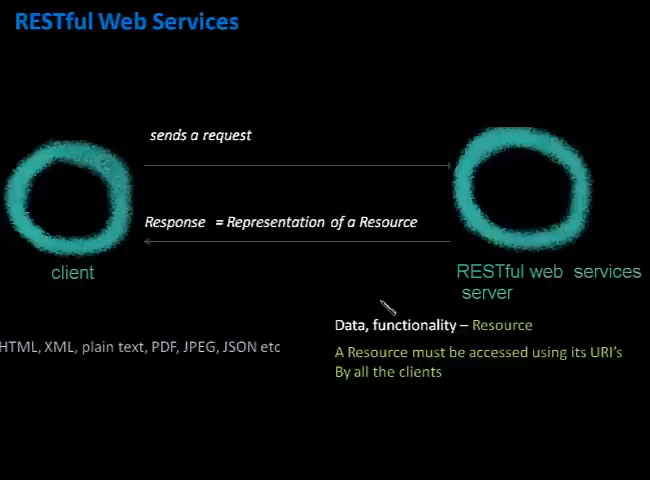 RESTful Web Services
sends a request
Response = Representation of a Resource
client
RESTful web services
server
Data, functionality – Resource
HTML, XML, plain text, PDF, JPEG, JSON etc
A Resource must be accessed using its URI's
By all the clients